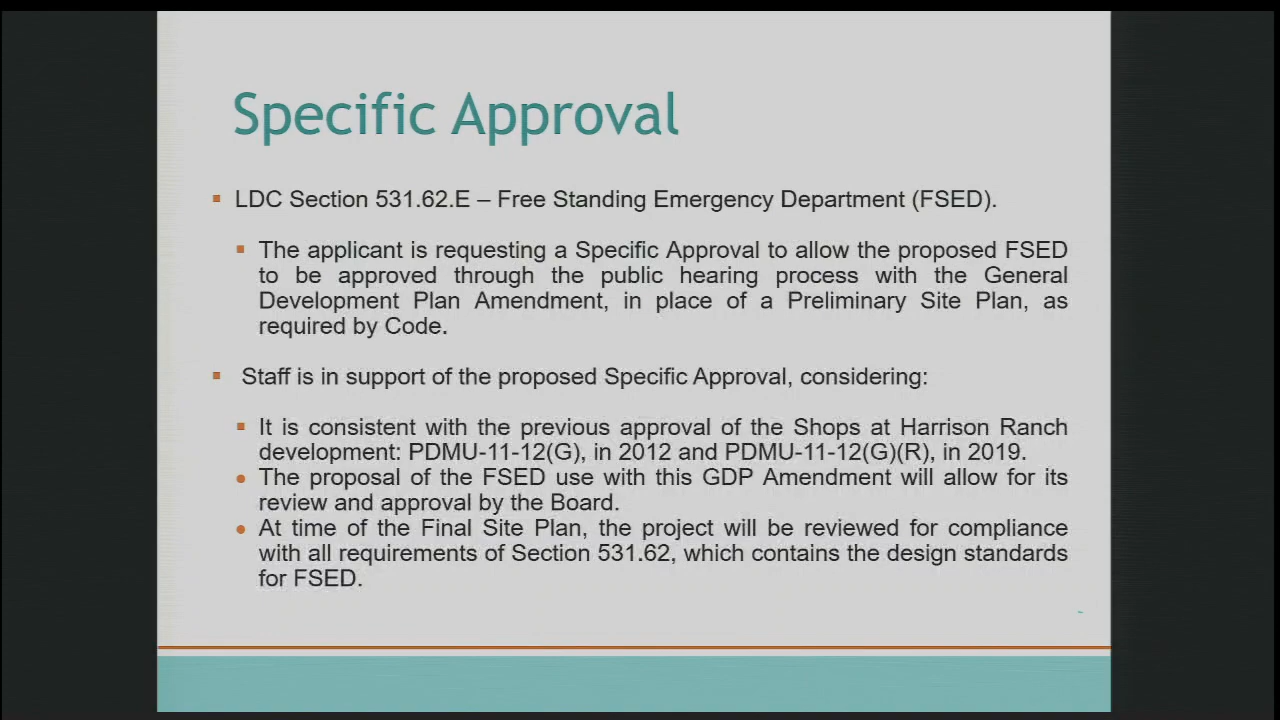 Specific Approval
LDC Section 531.62.E – Free Standing Emergency Department (FSED).
The applicant is requesting a Specific Approval to allow the proposed FSED
to be approved through the public hearing process with the General
Development Plan Amendment, in place of a Preliminary Site Plan, as
required by Code.
Staff is in support of the proposed Specific Approval, considering:
It is consistent with the previous approval of the Shops at Harrison Ranch
development: PDMU-11-12(G), in 2012 and PDMU-11-12(G)(R), in 2019.
The proposal of the FSED use with this GDP Amendment will allow for its
review and approval by the Board.
At time of the Final Site Plan, the project will be reviewed for compliance
with all requirements of Section 531.62, which contains the design standards
for FSED.